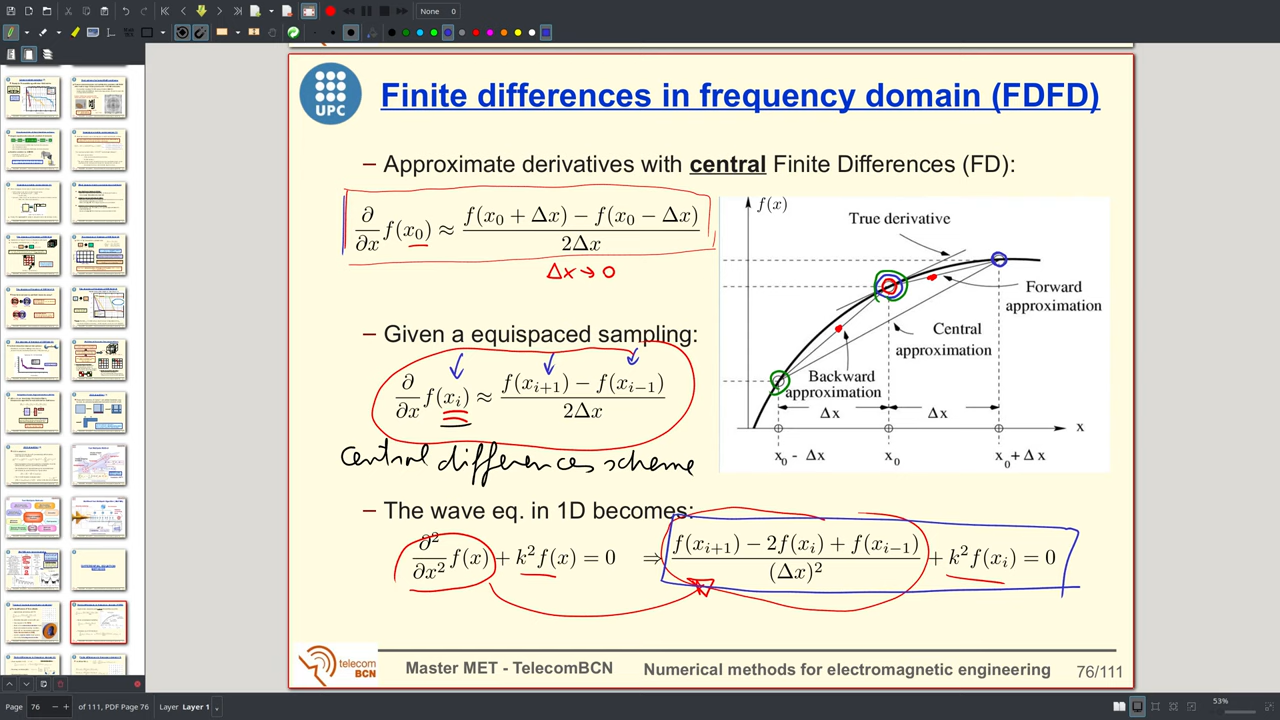 None 0
UPC
Finite differences in frequency domain (FDFD)
– Approximate derivatives with central Finite Differences (FD):
∂/∂x f(x₀) ≈ (f(x₀ + Δx) − f(x₀ − Δx)) / 2Δx
Δx → 0
f(x)
True derivative
Forward approximation
Central approximation
Backward approximation
Δx Δx
x
x₀ - Δx x₀ x₀ + Δx
– Given a equispaced sampling:
∂/∂x f(xᵢ) ≈ (f(xᵢ₊₁) − f(xᵢ₋₁)) / 2Δx
Central differences scheme
– The wave eq. in 1D becomes:
∂²/∂x² f(x) + k² f(x) = 0 ⇒ (f(xᵢ₊₁) − 2f(xᵢ) + f(xᵢ₋₁)) / (Δx)² + k² f(xᵢ) = 0
telecom
BCN
Master MET - TelecomBCN Numerical methods for electromagnetic engineering 76/111
Page 76 of 111, PDF Page 76 Layer Layer 1 53%